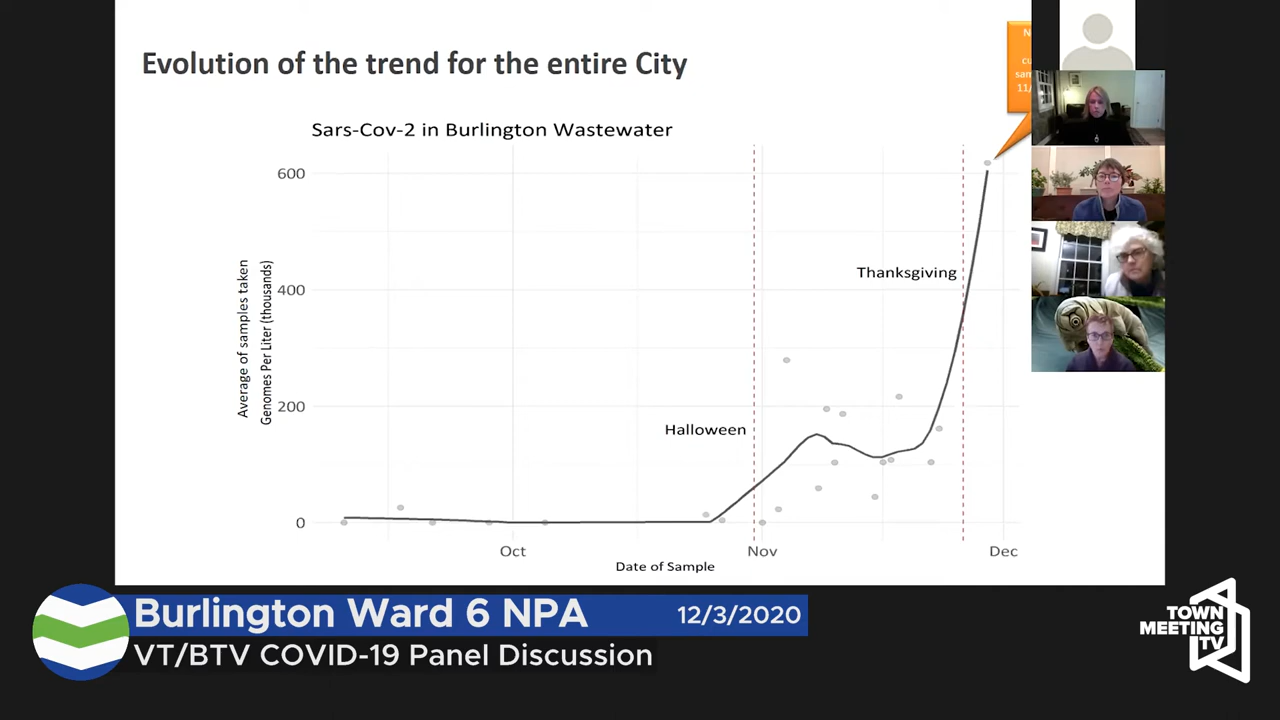 Evolution of the trend for the entire City
Sars-Cov-2 in Burlington Wastewater
600
400
200
0
Average of samples taken
Genomes Per Liter (thousands)
Thanksgiving
Halloween
Oct
Nov
Dec
Date of Sample
Burlington Ward 6 NPA
12/3/2020
VT/BTV COVID-19 Panel Discussion
TOWN
MEETING
TV